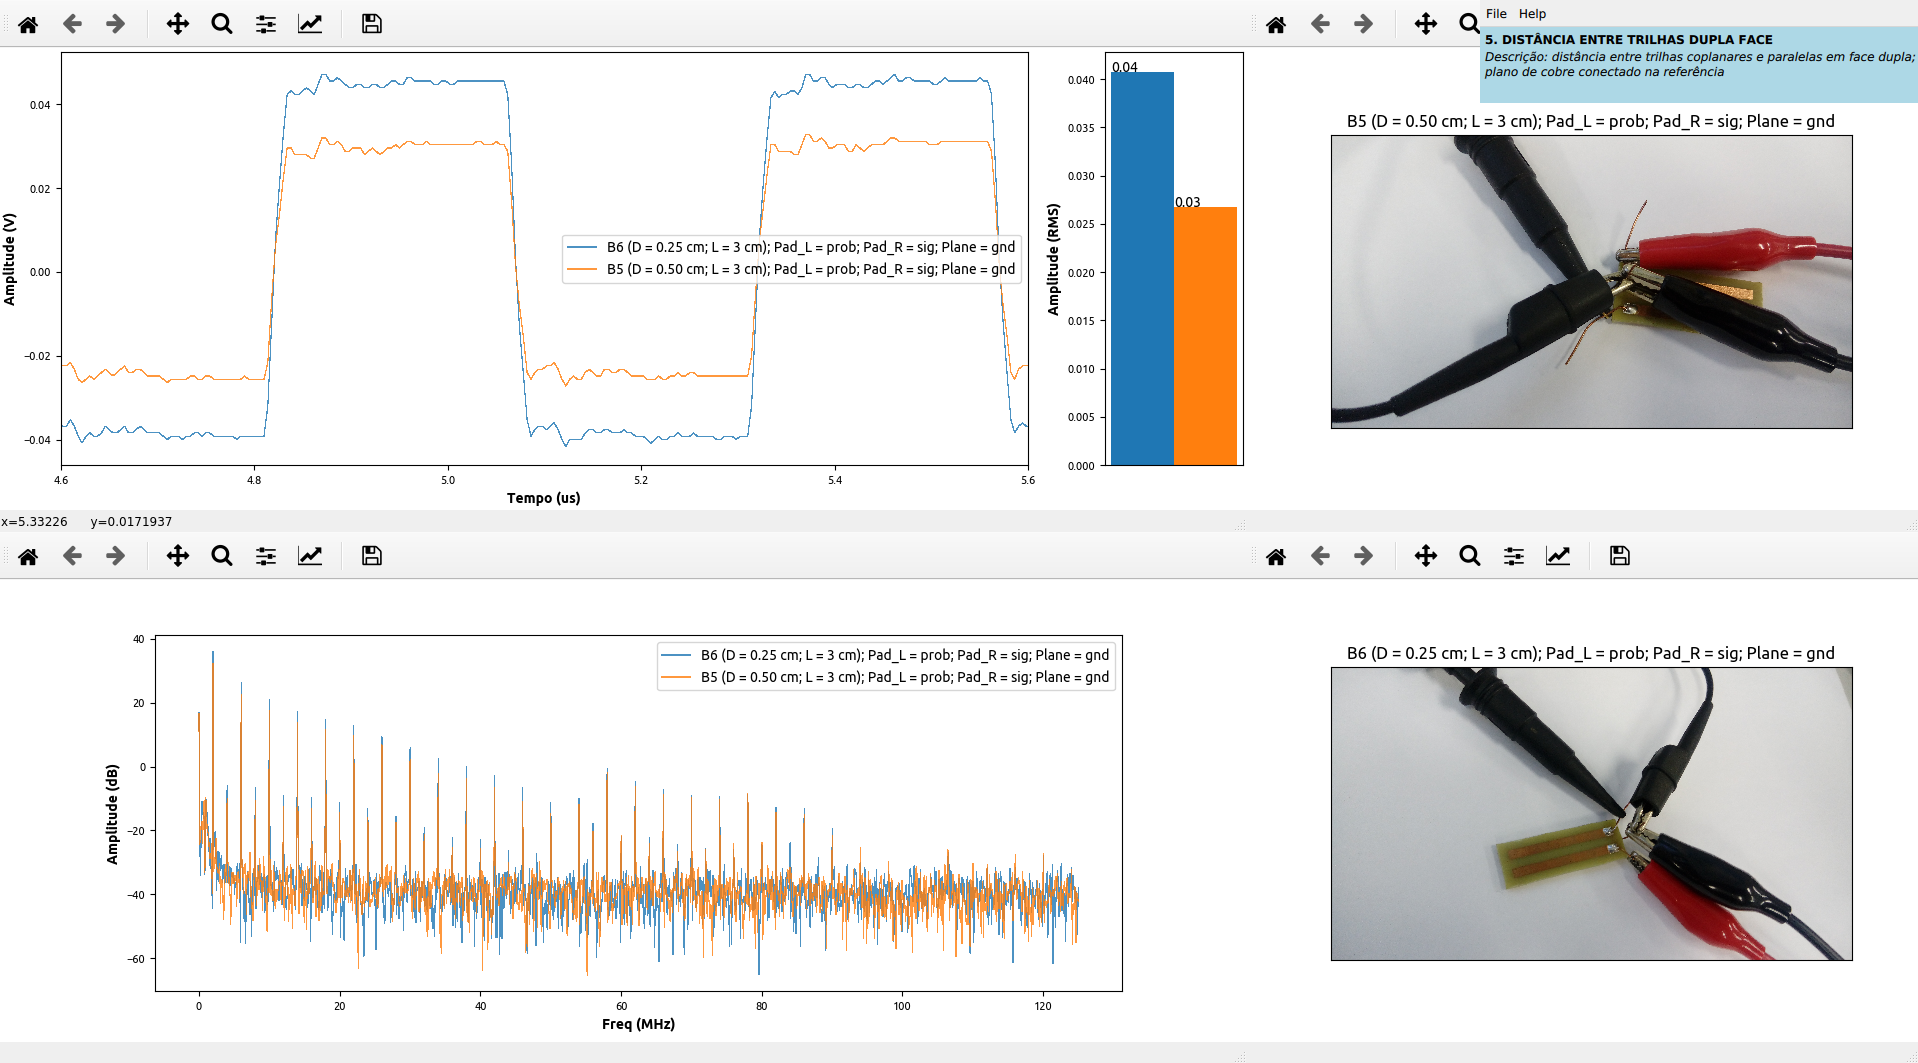 File Help
5. DISTÂNCIA ENTRE TRILHAS DUPLA FACE
Descrição: distância entre trilhas coplanares e paralelas em face dupla;
plano de cobre conectado na referência
Amplitude (V)
0.04
0.02
0.00
−0.02
−0.04
B6 (D = 0.25 cm; L = 3 cm); Pad_L = prob; Pad_R = sig; Plane = gnd
B5 (D = 0.50 cm; L = 3 cm); Pad_L = prob; Pad_R = sig; Plane = gnd
4.6 4.8 5.0 5.2 5.4 5.6
Tempo (us)
Amplitude (RMS)
0.040
0.035
0.030
0.025
0.020
0.015
0.010
0.005
0.000
0.04
0.03
B5 (D = 0.50 cm; L = 3 cm); Pad_L = prob; Pad_R = sig; Plane = gnd
x=5.33226 y=0.0171937
Amplitude (dB)
40
20
0
−20
−40
−60
B6 (D = 0.25 cm; L = 3 cm); Pad_L = prob; Pad_R = sig; Plane = gnd
B5 (D = 0.50 cm; L = 3 cm); Pad_L = prob; Pad_R = sig; Plane = gnd
0 20 40 60 80 100 120
Freq (MHz)
B6 (D = 0.25 cm; L = 3 cm); Pad_L = prob; Pad_R = sig; Plane = gnd